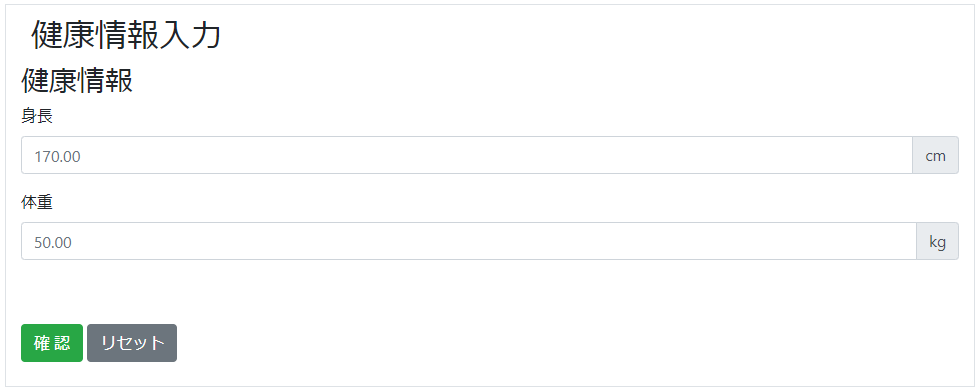 健康情報入力
健康情報
身長
170.00 cm
体重
50.00 kg
確 認 リセット